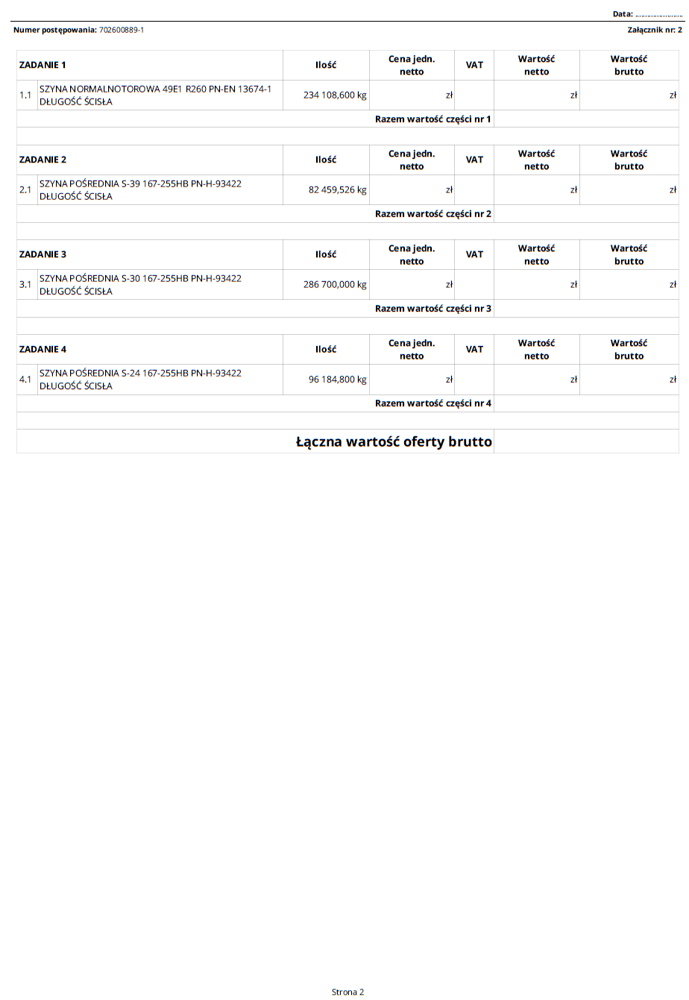 Data: ........................
Numer postępowania: 702600889-1 Załącznik nr: 2
ZADANIE 1 Ilość Cena jedn. netto VAT Wartość netto Wartość brutto
1.1 SZYNA NORMALNOTOROWA 49E1 R260 PN-EN 13674-1 DŁUGOŚĆ ŚCISŁA 234 108,600 kg zł zł zł
Razem wartość części nr 1
ZADANIE 2 Ilość Cena jedn. netto VAT Wartość netto Wartość brutto
2.1 SZYNA POŚREDNIA S-39 167-255HB PN-H-93422 DŁUGOŚĆ ŚCISŁA 82 459,526 kg zł zł zł
Razem wartość części nr 2
ZADANIE 3 Ilość Cena jedn. netto VAT Wartość netto Wartość brutto
3.1 SZYNA POŚREDNIA S-30 167-255HB PN-H-93422 DŁUGOŚĆ ŚCISŁA 286 700,000 kg zł zł zł
Razem wartość części nr 3
ZADANIE 4 Ilość Cena jedn. netto VAT Wartość netto Wartość brutto
4.1 SZYNA POŚREDNIA S-24 167-255HB PN-H-93422 DŁUGOŚĆ ŚCISŁA 96 184,800 kg zł zł zł
Razem wartość części nr 4
Łączna wartość oferty brutto
Strona 2